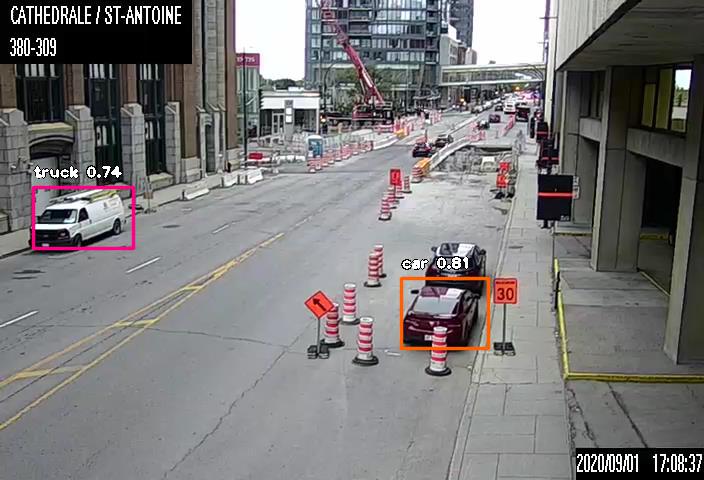 CATHEDRALE / ST-ANTOINE
380-309
truck 0.74
car 0.81
30
2020/09/01 17:08:37